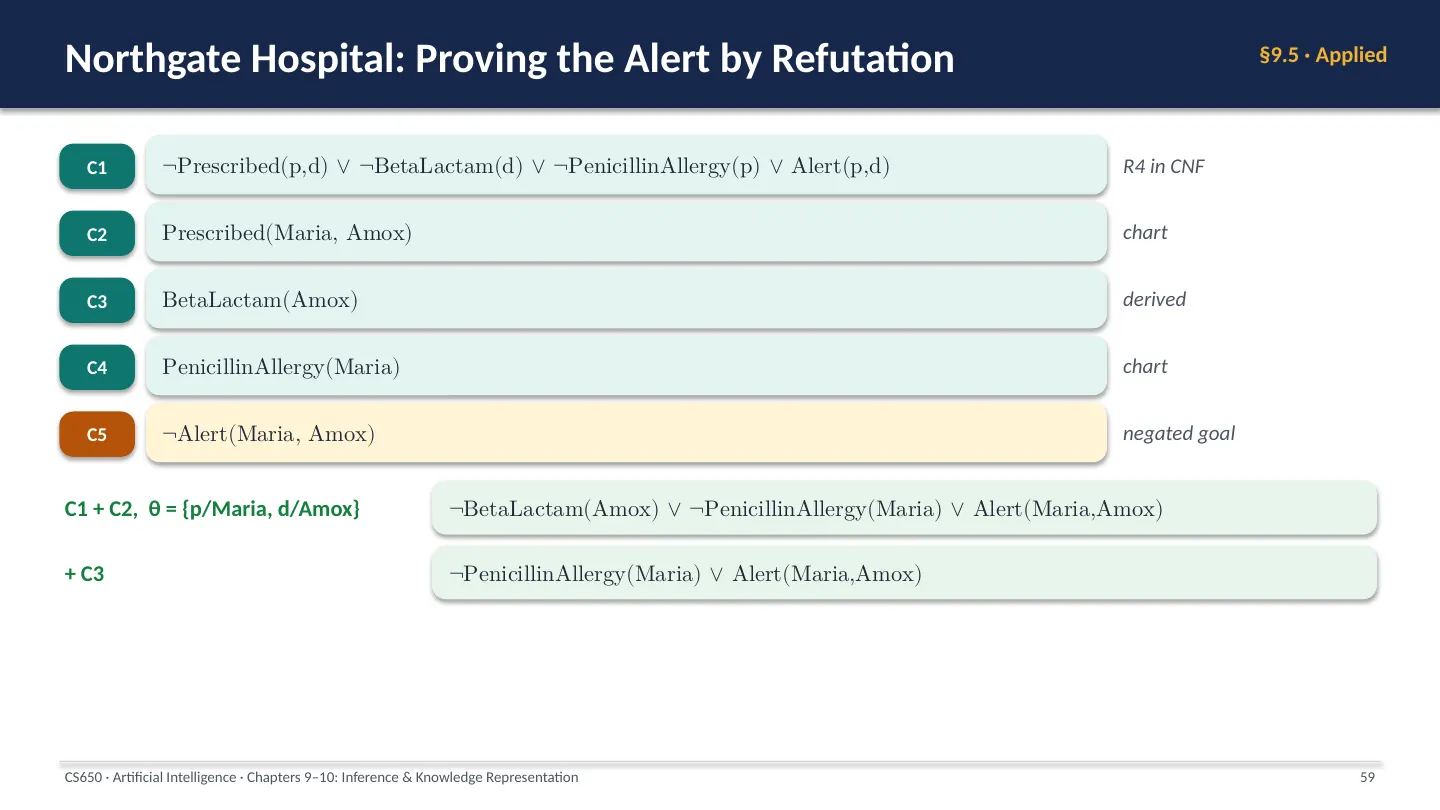 Northgate Hospital: Proving the Alert by Refutation
§9.5 · Applied
C1 ¬Prescribed(p,d) ∨ ¬BetaLactam(d) ∨ ¬PenicillinAllergy(p) ∨ Alert(p,d) R4 in CNF
C2 Prescribed(Maria, Amox) chart
C3 BetaLactam(Amox) derived
C4 PenicillinAllergy(Maria) chart
C5 ¬Alert(Maria, Amox) negated goal
C1 + C2, θ = {p/Maria, d/Amox} ¬BetaLactam(Amox) ∨ ¬PenicillinAllergy(Maria) ∨ Alert(Maria,Amox)
+ C3 ¬PenicillinAllergy(Maria) ∨ Alert(Maria,Amox)
CS650 · Artificial Intelligence · Chapters 9–10: Inference & Knowledge Representation 59